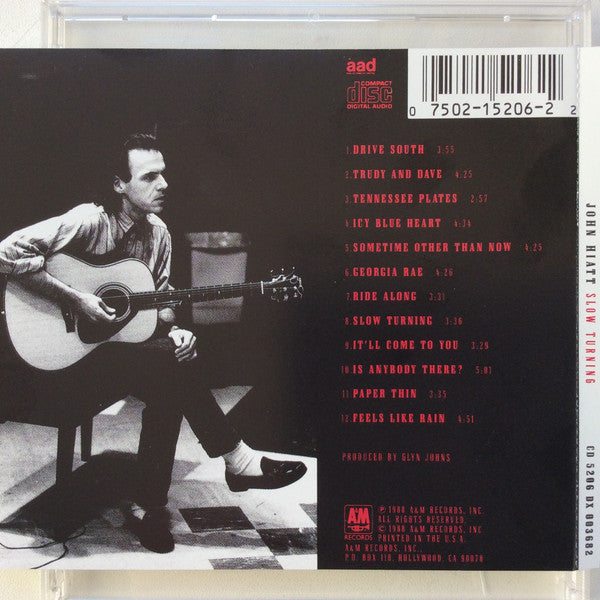 aad
COMPACT
disc
DIGITAL AUDIO
0 7502-15206-2 2
1 DRIVE SOUTH 3:55
2 TRUDY AND DAVE 4:25
3 TENNESSEE PLATES 2:57
4 ICY BLUE HEART 4:34
5 SOMETIME OTHER THAN NOW 4:25
6 GEORGIA RAE 4:26
7 RIDE ALONG 3:31
8 SLOW TURNING 3:36
9 IT'LL COME TO YOU 3:29
10 IS ANYBODY THERE? 5:01
11 PAPER THIN 3:35
12 FEELS LIKE RAIN 4:51
PRODUCED BY GLYN JOHNS
A&M
RECORDS
℗ 1988 A&M RECORDS, INC.
ALL RIGHTS RESERVED
© 1988 A&M RECORDS, INC
PRINTED IN THE U.S.A.
A&M RECORDS, INC.,
P.O. BOX 118, HOLLYWOOD, CA 90078
JOHN HIATT SLOW TURNING CD 5206 DX 003682